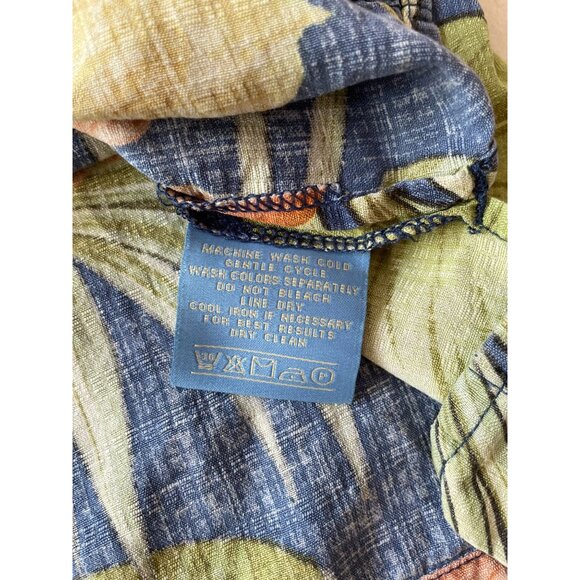 MACHINE WASH COLD
GENTLE CYCLE
WASH COLORS SEPARATELY
DO NOT BLEACH
LINE DRY
COOL IRON IF NECESSARY
FOR BEST RESULTS
DRY CLEAN
30 P